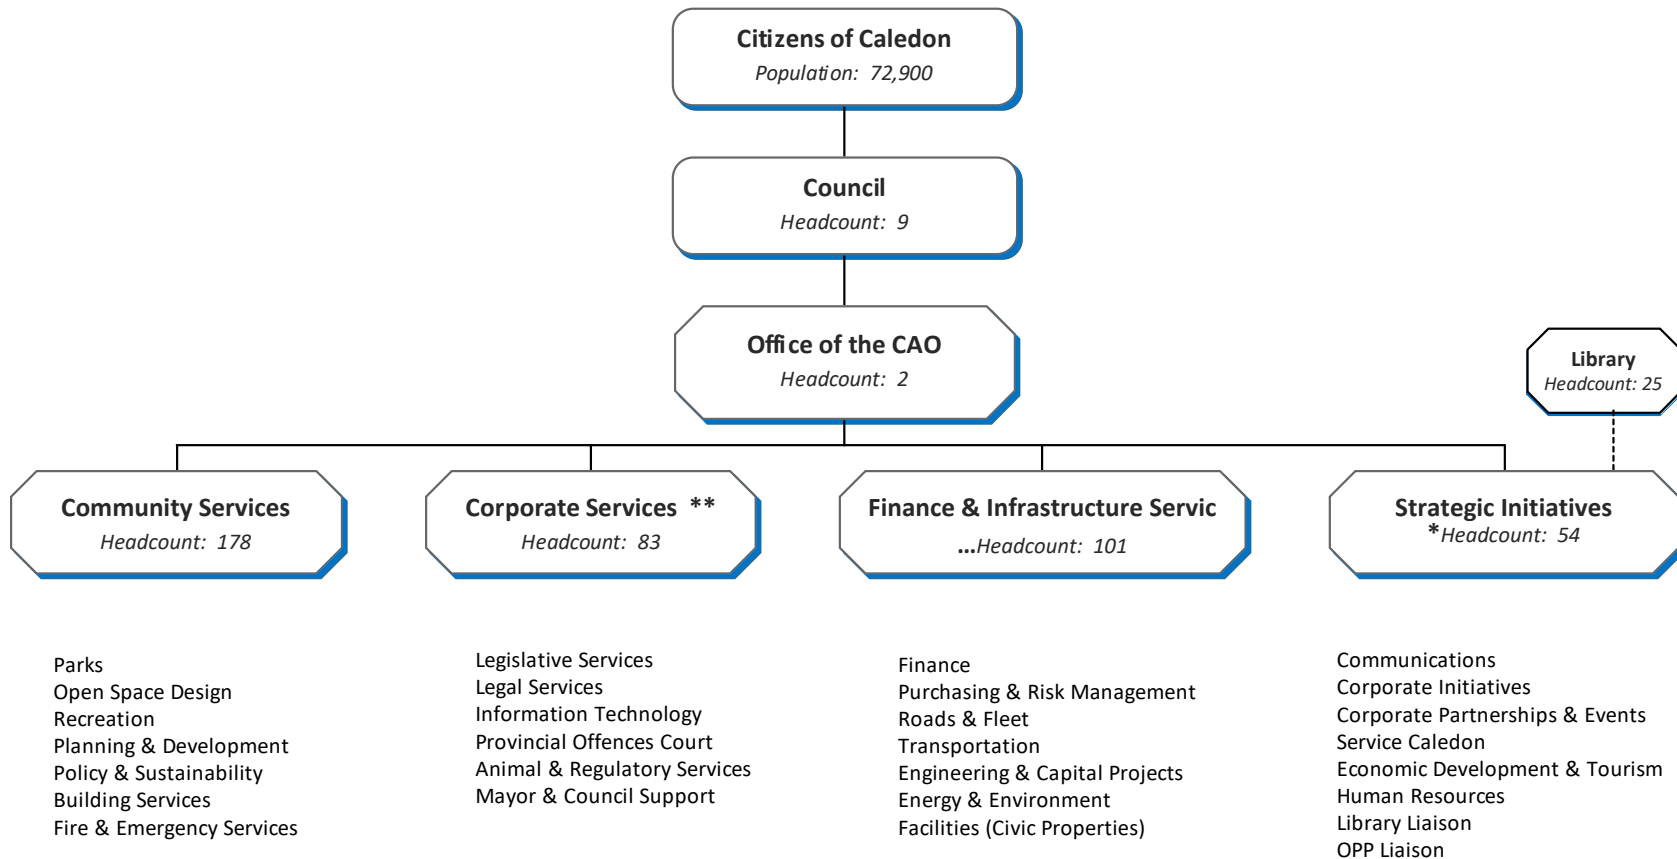 Citizens of Caledon
Population: 72,900
Council
Headcount: 9
Office of the CAO
Headcount: 2
Library
Headcount: 25
Community Services
Headcount: 178
Corporate Services **
Headcount: 83
Finance & Infrastructure Servic
...Headcount: 101
Strategic Initiatives
*Headcount: 54
Parks
Open Space Design
Recreation
Planning & Development
Policy & Sustainability
Building Services
Fire & Emergency Services
Legislative Services
Legal Services
Information Technology
Provincial Offences Court
Animal & Regulatory Services
Mayor & Council Support
Finance
Purchasing & Risk Management
Roads & Fleet
Transportation
Engineering & Capital Projects
Energy & Environment
Facilities (Civic Properties)
Communications
Corporate Initiatives
Corporate Partnerships & Events
Service Caledon
Economic Development & Tourism
Human Resources
Library Liaison
OPP Liaison